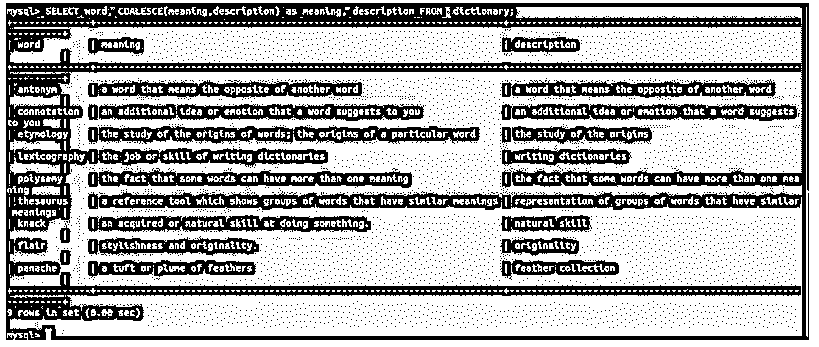 mysql> SELECT word, COALESCE(meaning,description) as meaning, description FROM dictionary;
| word | meaning | description
|
| antonym | a word that means the opposite of another word | a word that means the opposite of another word
|
| connotation | an additional idea or emotion that a word suggests to you | an additional idea or emotion that a word suggests
to you |
| etymology | the study of the origins of words; the origins of a particular word | the study of the origins
|
| lexicography | the job or skill of writing dictionaries | writing dictionaries
|
| polysemy | the fact that some words can have more than one meaning | the fact that some words can have more than one mea
ning |
| thesaurus | a reference tool which shows groups of words that have similar meanings | representation of groups of words that have similar
meanings |
| knack | an acquired or natural skill at doing something. | natural skill
|
| flair | stylishness and originality. | originality
|
| panache | a tuft or plume of feathers | feather collection
|
9 rows in set (0.00 sec)
mysql>